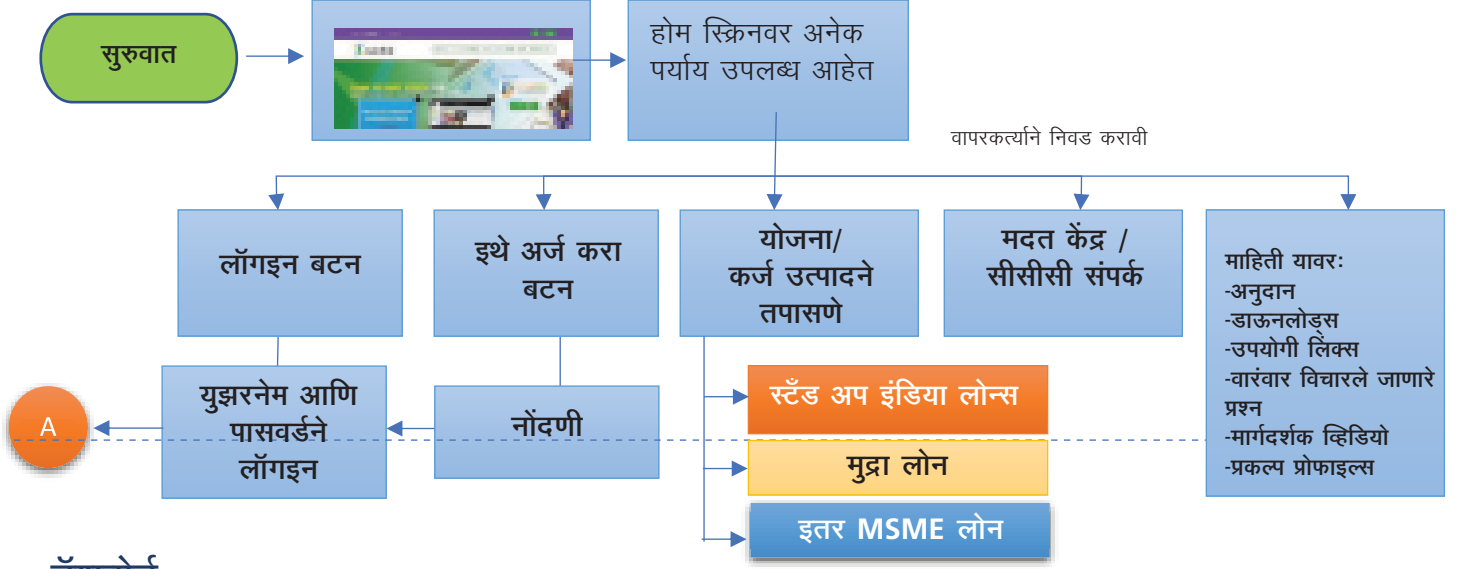 सुरुवात
होम स्क्रिनवर अनेक
पर्याय उपलब्ध आहेत
वापरकर्त्याने निवड करावी
लॉगइन बटन
इथे अर्ज करा
बटन
योजना/
कर्ज उत्पादने
तपासणे
मदत केंद्र /
सीसीसी संपर्क
माहिती यावरः
-अनुदान
-डाऊनलोड्स
-उपयोगी लिंक्स
-वारंवार विचारले जाणारे
प्रश्न
-मार्गदर्शक व्हिडियो
-प्रकल्प प्रोफाइल्स
A
युझरनेम आणि
पासवर्डने
लॉगइन
नोंदणी
स्टँड अप इंडिया लोन्स
मुद्रा लोन
इतर MSME लोन